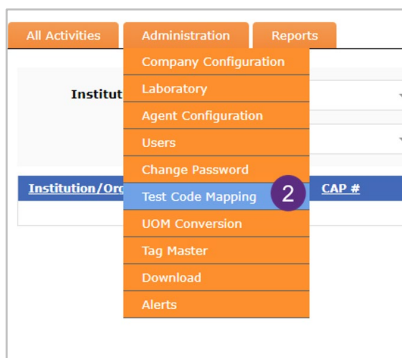 All Activities Administration Reports
Company Configuration
Institut Laboratory
Agent Configuration
Users
Change Password
Institution/Org Test Code Mapping 2 CAP #
UOM Conversion
Tag Master
Download
Alerts